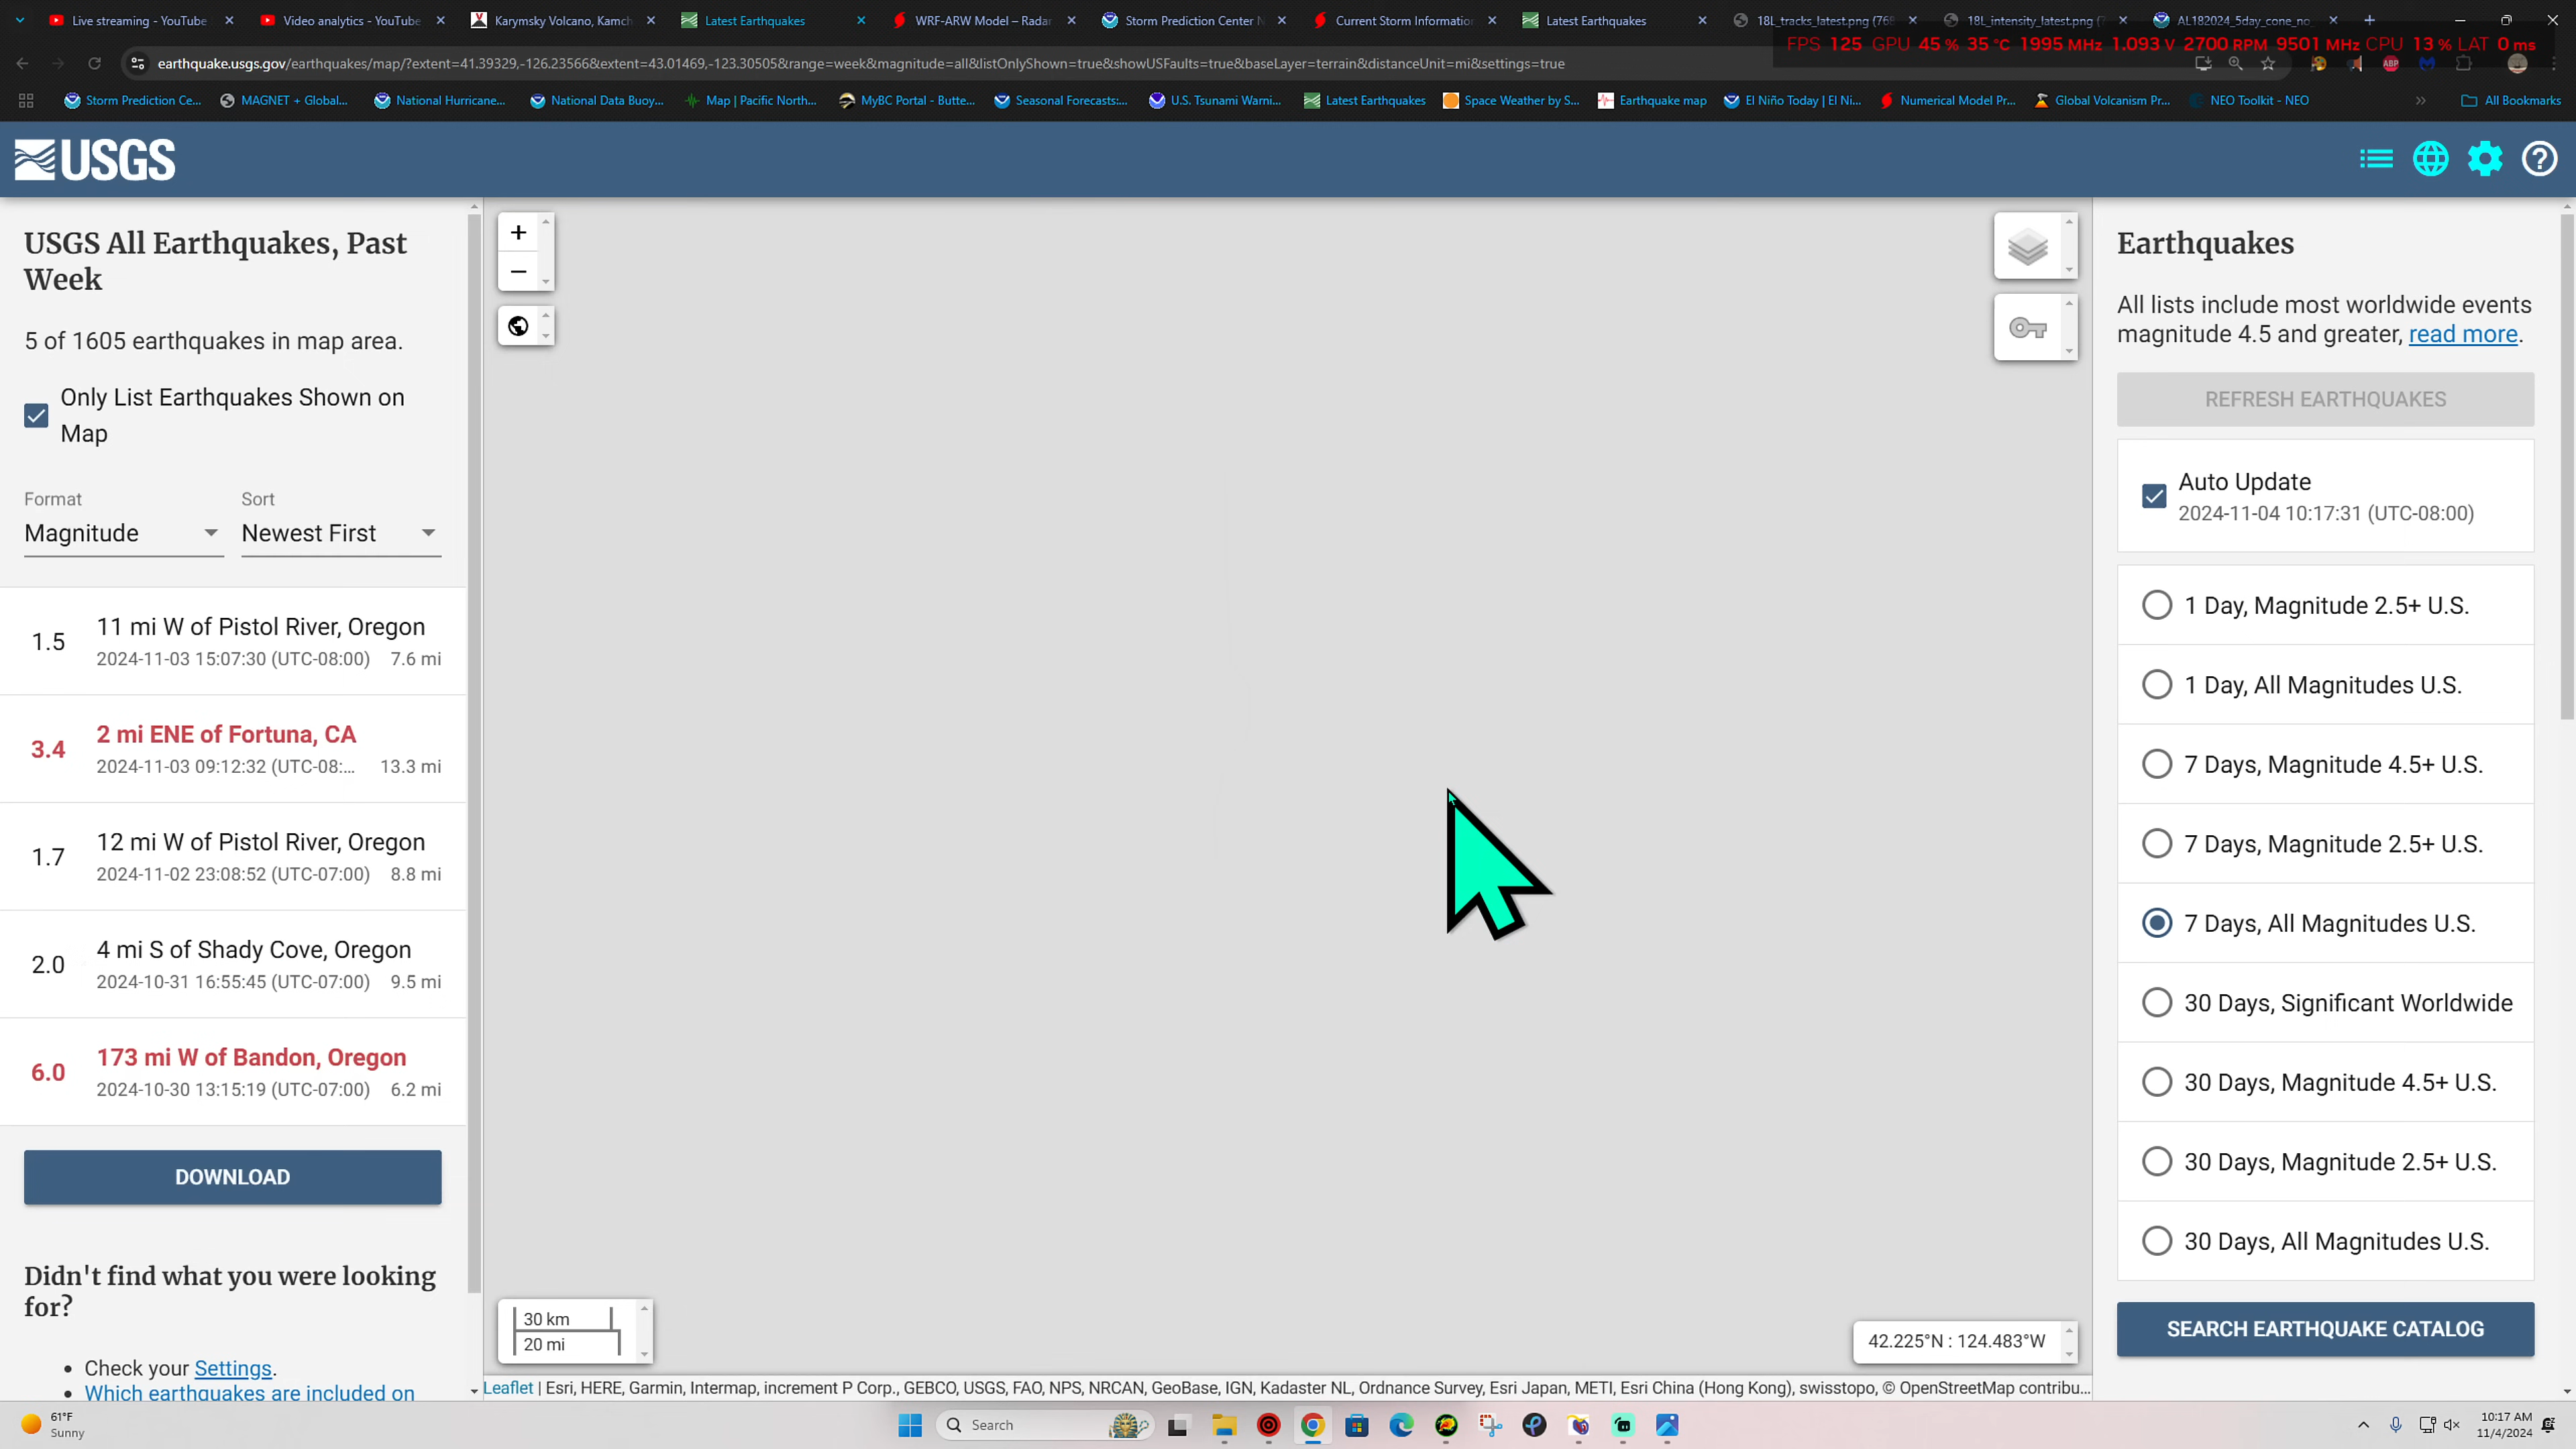 Live streaming - YouTube
Video analytics - YouTube
Karymsky Volcano, Kamch
Latest Earthquakes
WRF-ARW Model – Radar
Storm Prediction Center N
Current Storm Information
Latest Earthquakes
18L_tracks_latest.png (768
18L_intensity_latest.png (7
AL182024_5day_cone_no_
FPS 125 GPU 45 % 35 °C 1995 MHz 1.093 V 2700 RPM 9501 MHz CPU 13 % LAT 0 ms
earthquake.usgs.gov/earthquakes/map/?extent=41.39329,-126.23566&extent=43.01469,-123.30505&range=week&magnitude=all&listOnlyShown=true&showUSFaults=true&baseLayer=terrain&distanceUnit=mi&settings=true
ABP
Storm Prediction Ce...
MAGNET + Global...
National Hurricane...
National Data Buoy...
Map | Pacific North...
MyBC Portal - Butte...
Seasonal Forecasts:...
U.S. Tsunami Warni...
Latest Earthquakes
Space Weather by S...
Earthquake map
El Niño Today | El Ni...
Numerical Model Pr...
Global Volcanism Pr...
NEO Toolkit - NEO
All Bookmarks
USGS
USGS All Earthquakes, Past
Week
5 of 1605 earthquakes in map area.
Only List Earthquakes Shown on
Map
Format
Sort
Magnitude
Newest First
1.5
11 mi W of Pistol River, Oregon
2024-11-03 15:07:30 (UTC-08:00) 7.6 mi
3.4
2 mi ENE of Fortuna, CA
2024-11-03 09:12:32 (UTC-08:... 13.3 mi
1.7
12 mi W of Pistol River, Oregon
2024-11-02 23:08:52 (UTC-07:00) 8.8 mi
2.0
4 mi S of Shady Cove, Oregon
2024-10-31 16:55:45 (UTC-07:00) 9.5 mi
6.0
173 mi W of Bandon, Oregon
2024-10-30 13:15:19 (UTC-07:00) 6.2 mi
DOWNLOAD
Didn't find what you were looking
for?
• Check your Settings.
• Which earthquakes are included on
+
−
30 km
20 mi
42.225°N : 124.483°W
Leaflet | Esri, HERE, Garmin, Intermap, increment P Corp., GEBCO, USGS, FAO, NPS, NRCAN, GeoBase, IGN, Kadaster NL, Ordnance Survey, Esri Japan, METI, Esri China (Hong Kong), swisstopo, © OpenStreetMap contribu...
Earthquakes
All lists include most worldwide events
magnitude 4.5 and greater, read more.
REFRESH EARTHQUAKES
Auto Update
2024-11-04 10:17:31 (UTC-08:00)
1 Day, Magnitude 2.5+ U.S.
1 Day, All Magnitudes U.S.
7 Days, Magnitude 4.5+ U.S.
7 Days, Magnitude 2.5+ U.S.
7 Days, All Magnitudes U.S.
30 Days, Significant Worldwide
30 Days, Magnitude 4.5+ U.S.
30 Days, Magnitude 2.5+ U.S.
30 Days, All Magnitudes U.S.
SEARCH EARTHQUAKE CATALOG
61°F
Sunny
Search
10:17 AM
11/4/2024